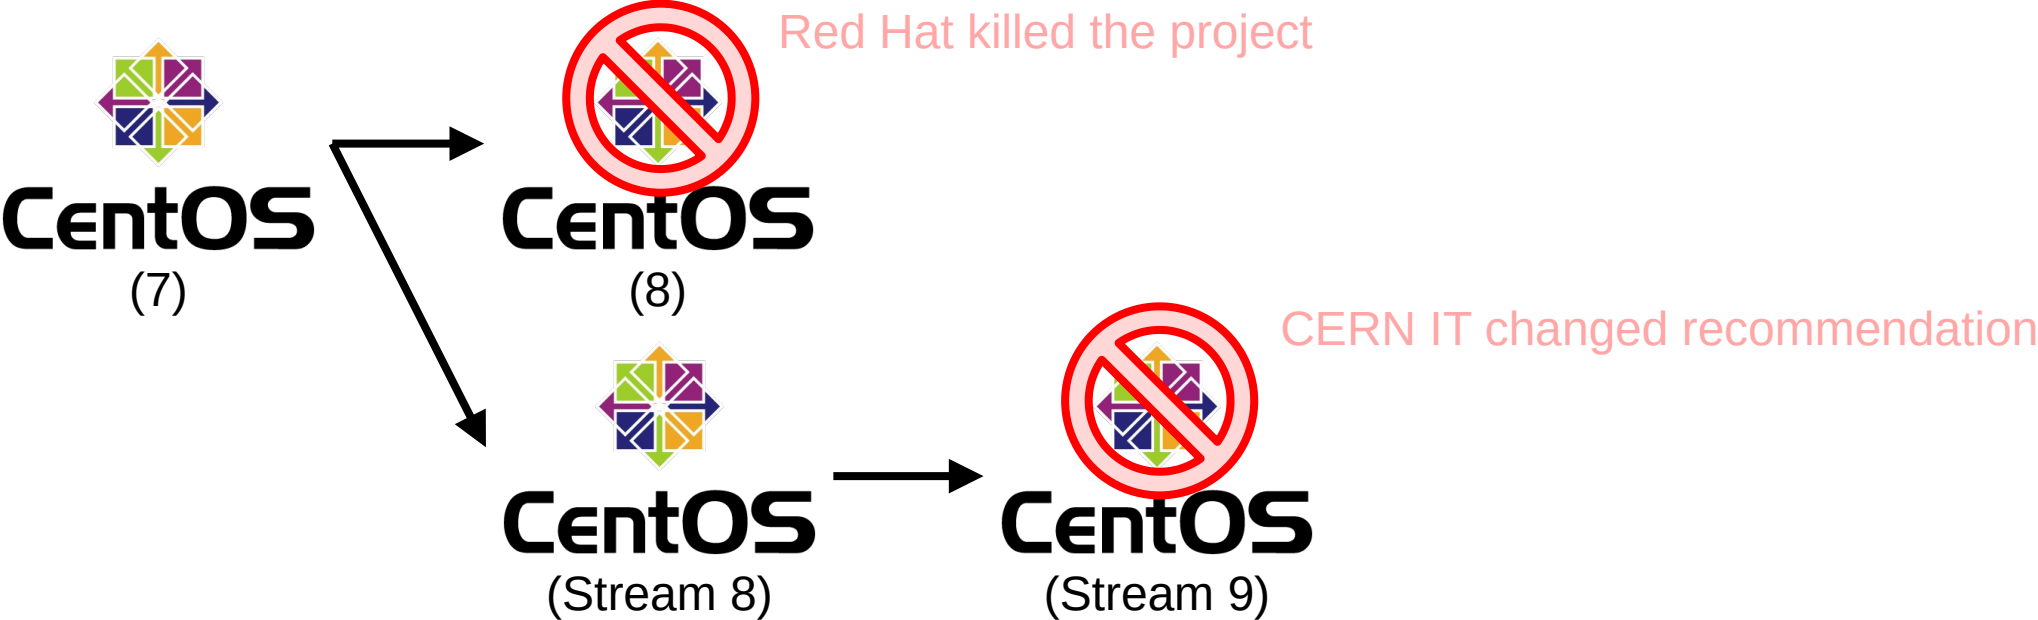 Red Hat killed the project
CentOS
(7)
CentOS
(8)
CERN IT changed recommendation
CentOS
(Stream 8)
CentOS
(Stream 9)